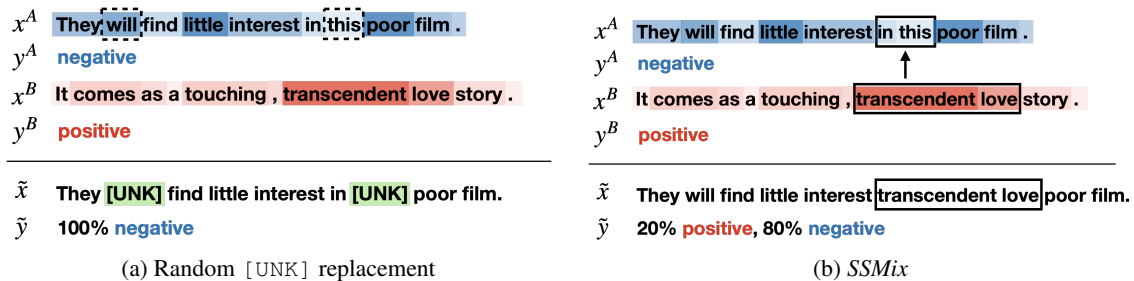 x^A They will find little interest in this poor film .
y^A negative
x^B It comes as a touching , transcendent love story .
y^B positive
x̃ They [UNK] find little interest in [UNK] poor film.
ỹ 100% negative
(a) Random [UNK] replacement
x^A They will find little interest in this poor film .
y^A negative
x^B It comes as a touching , transcendent love story .
y^B positive
x̃ They will find little interest transcendent love poor film.
ỹ 20% positive, 80% negative
(b) SSMix